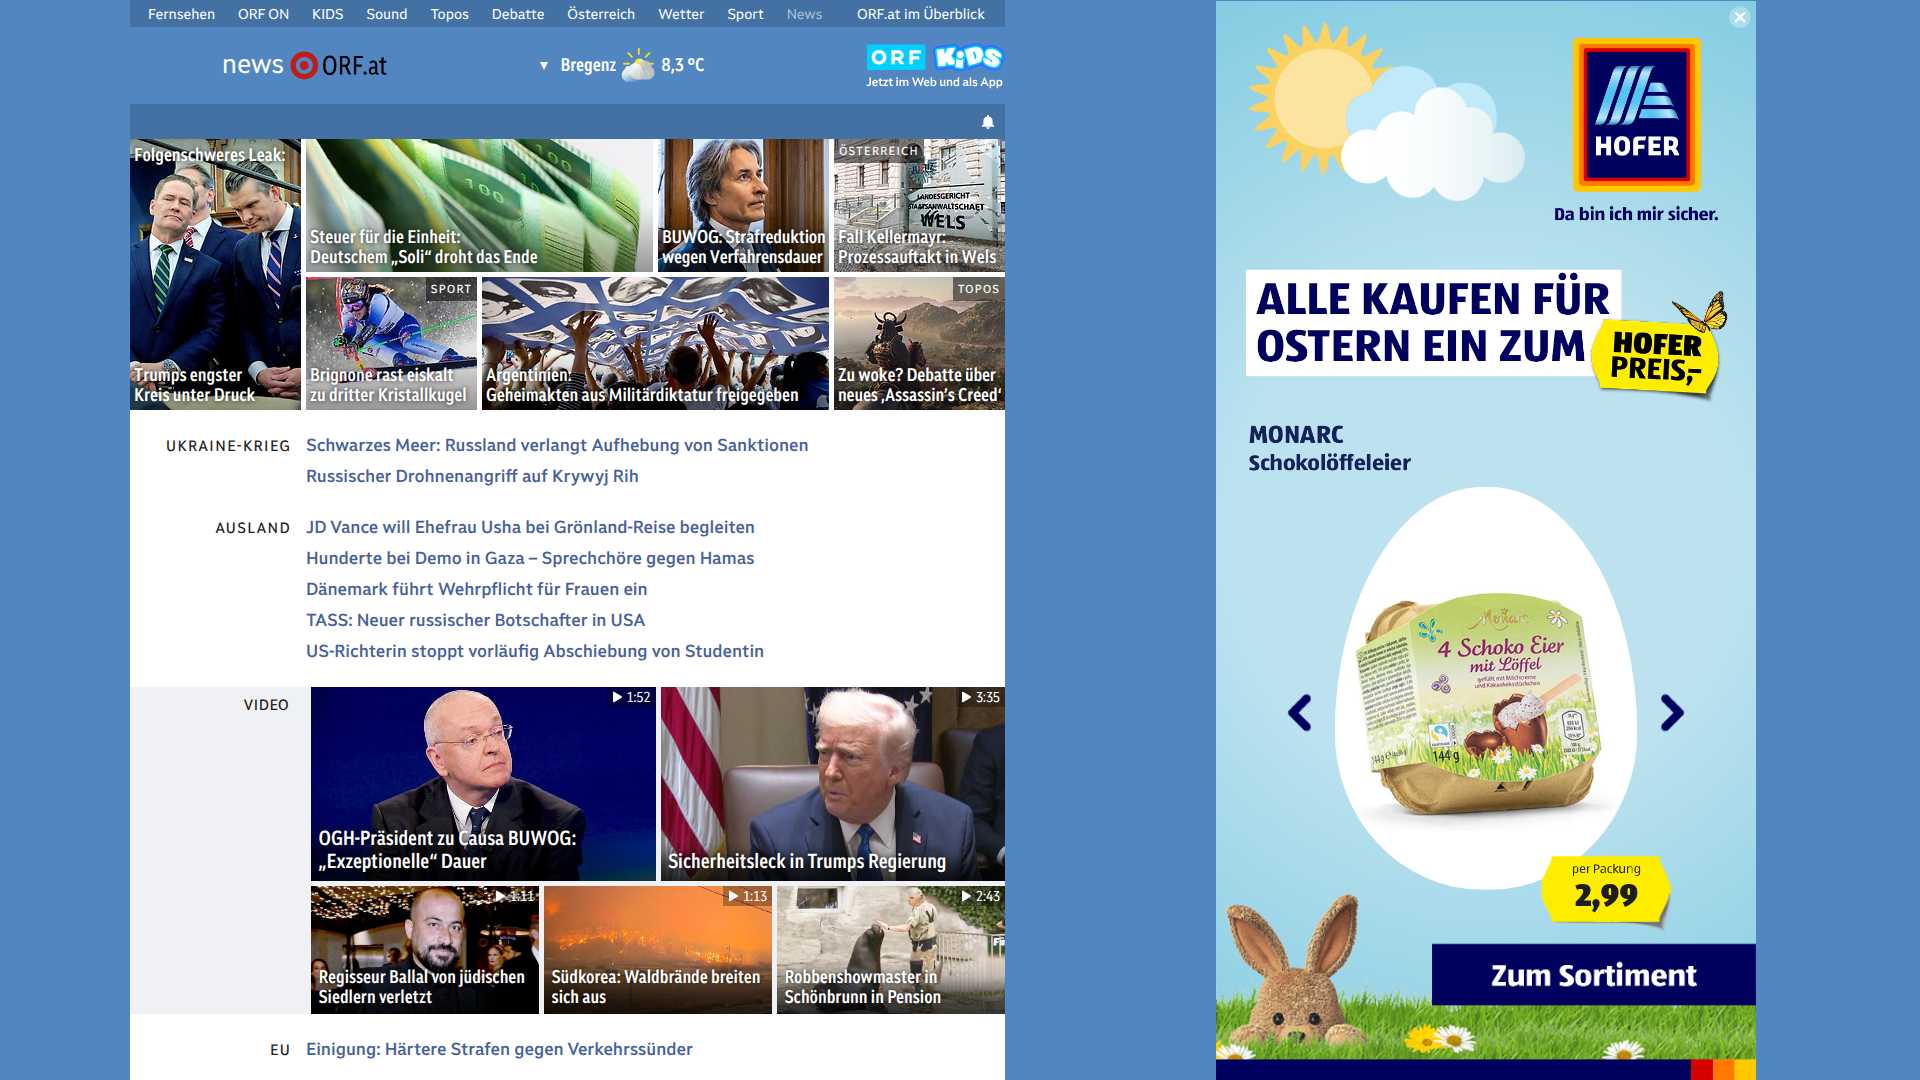 Fernsehen ORF ON KIDS Sound Topos Debatte Österreich Wetter Sport News ORF.at im Überblick
news ORF.at
Bregenz 8,3 °C
ORF KiDS
Jetzt im Web und als App
Folgenschweres Leak:
Trumps engster
Kreis unter Druck
Steuer für die Einheit:
Deutschem „Soli“ droht das Ende
BUWOG: Strafreduktion
wegen Verfahrensdauer
ÖSTERREICH
LANDESGERICHT
STAATSANWALTSCHAFT
WELS
Fall Kellermayr:
Prozessauftakt in Wels
SPORT
Brignone rast eiskalt
zu dritter Kristallkugel
Argentinien:
Geheimakten aus Militärdiktatur freigegeben
TOPOS
Zu woke? Debatte über
neues ‚Assassin’s Creed‘
UKRAINE-KRIEG
Schwarzes Meer: Russland verlangt Aufhebung von Sanktionen
Russischer Drohnenangriff auf Krywyj Rih
AUSLAND
JD Vance will Ehefrau Usha bei Grönland-Reise begleiten
Hunderte bei Demo in Gaza – Sprechchöre gegen Hamas
Dänemark führt Wehrpflicht für Frauen ein
TASS: Neuer russischer Botschafter in USA
US-Richterin stoppt vorläufig Abschiebung von Studentin
VIDEO
1:52
OGH-Präsident zu Causa BUWOG:
„Exzeptionelle“ Dauer
3:35
Sicherheitsleck in Trumps Regierung
1:11
Regisseur Ballal von jüdischen
Siedlern verletzt
1:13
Südkorea: Waldbrände breiten
sich aus
2:43
Robbenshowmaster in
Schönbrunn in Pension
EU
Einigung: Härtere Strafen gegen Verkehrssünder
HOFER
Da bin ich mir sicher.
ALLE KAUFEN FÜR
OSTERN EIN ZUM
HOFER
PREIS,–
MONARC
Schokolöffeleier
Monarc
4 Schoko Eier
mit Löffel
gefüllt mit Milchcreme
und Kakaokeksstückchen
144 g
per Packung
2,99
Zum Sortiment